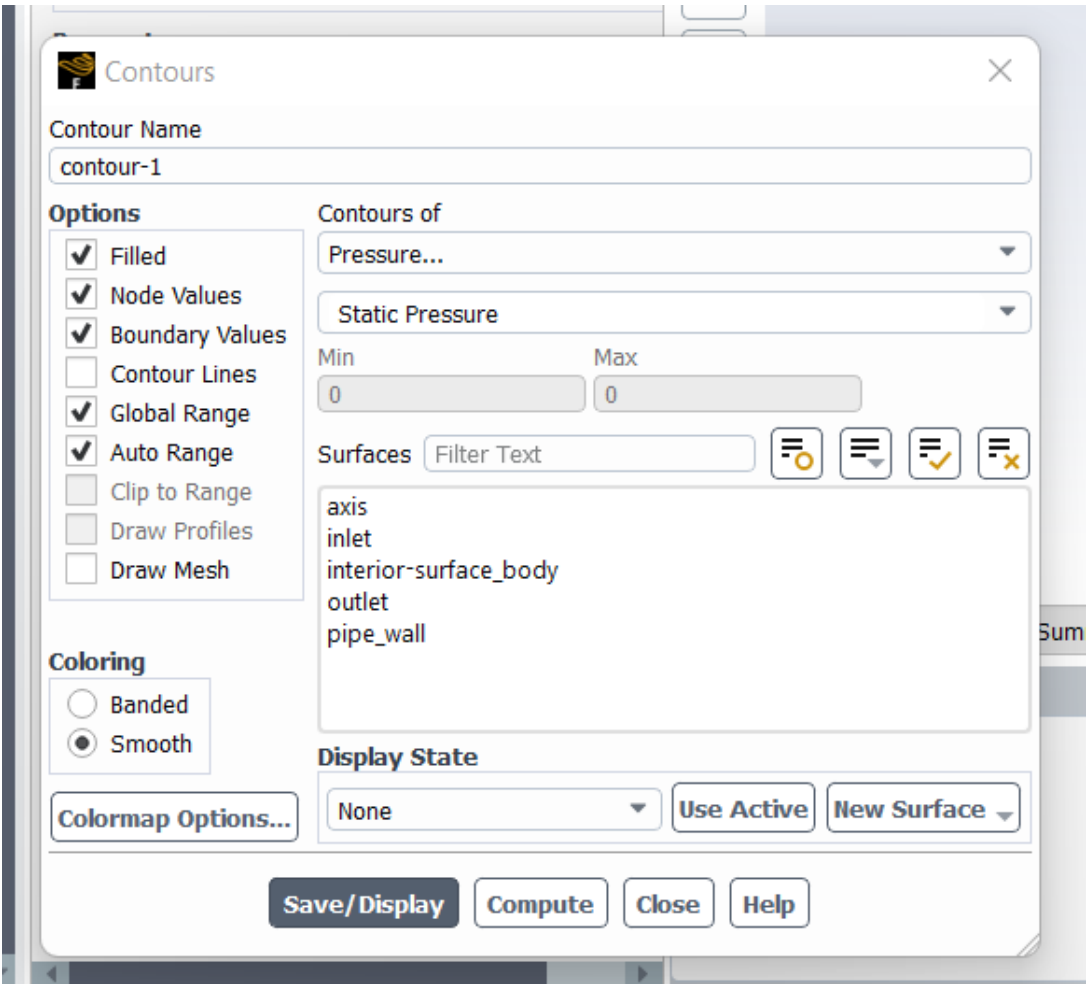 Contours
Contour Name
contour-1
Options
Filled
Node Values
Boundary Values
Contour Lines
Global Range
Auto Range
Clip to Range
Draw Profiles
Draw Mesh
Coloring
Banded
Smooth
Colormap Options...
Contours of
Pressure...
Static Pressure
Min Max
0 0
Surfaces Filter Text
axis
inlet
interior-surface_body
outlet
pipe_wall
Display State
None Use Active New Surface
Save/Display Compute Close Help
Sum